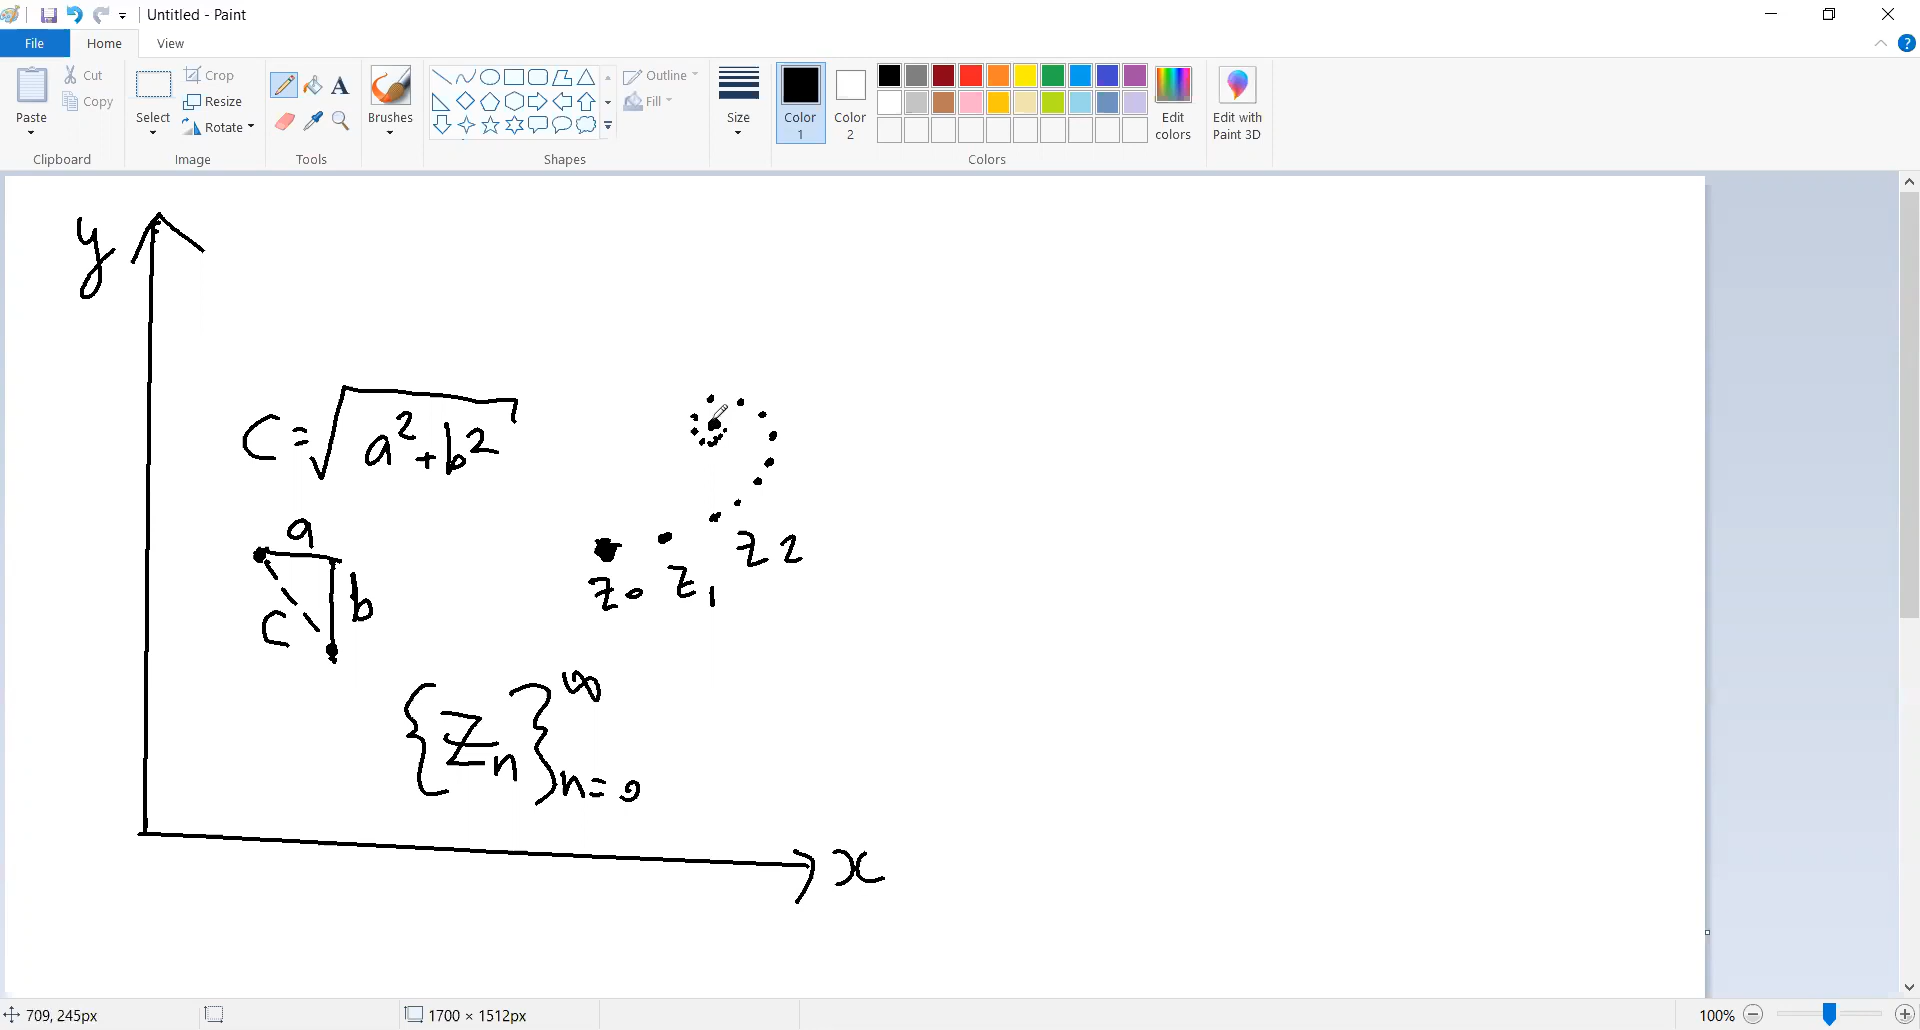 Untitled - Paint
File Home View
Cut
Copy
Paste
Clipboard
Select
Crop
Resize
Rotate
Image
Tools
Brushes
Shapes
Outline
Fill
Size
Color 1
Color 2
Colors
Edit colors
Edit with Paint 3D
y
C=√a²+b²
a
b
C
z₀ z₁ z2
{Zₙ}^∞ n=0
x
709, 245px
1700 × 1512px
100%